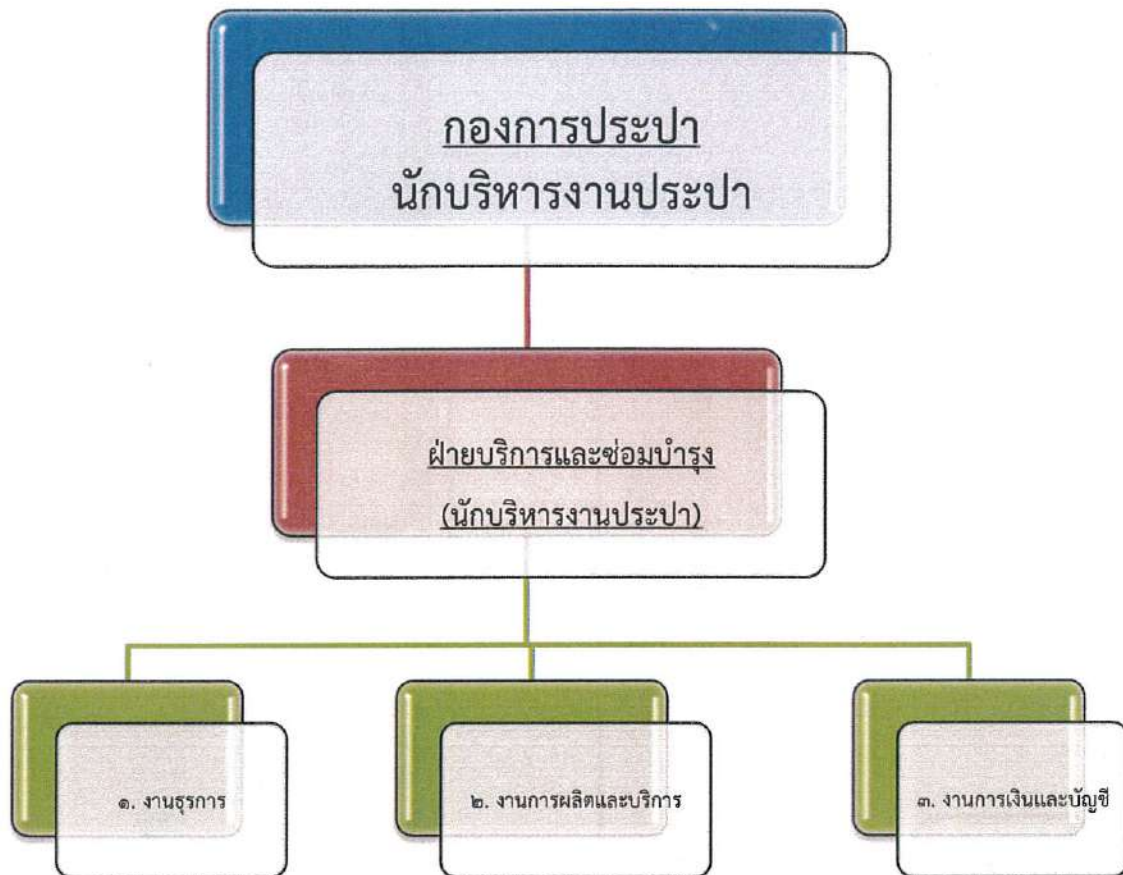 กองการประปา
นักบริหารงานประปา
ฝ่ายบริการและซ่อมบำรุง
(นักบริหารงานประปา)
๑. งานธุรการ
๒. งานการผลิตและบริการ
๓. งานการเงินและบัญชี